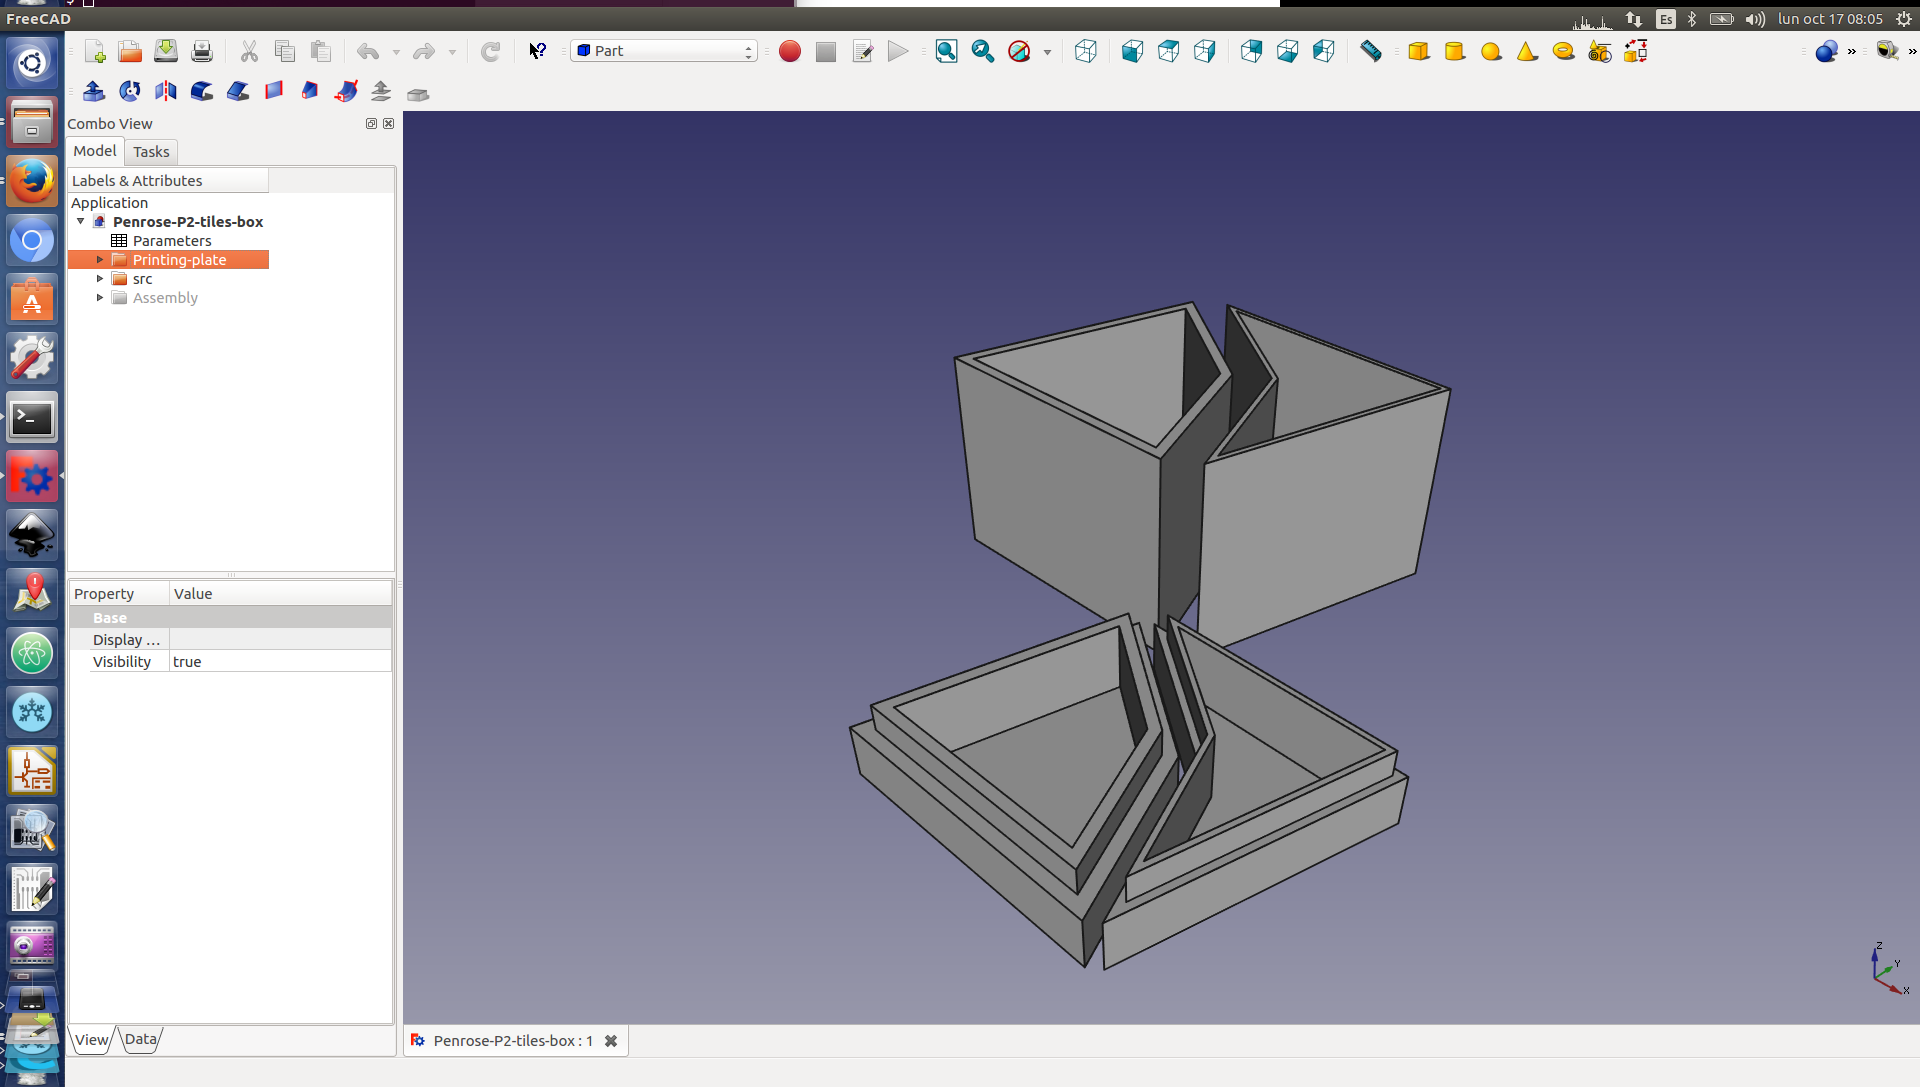 FreeCAD
Es
lun oct 17 08:05
Part
»
»
Combo View
Model
Tasks
Labels & Attributes
Application
Penrose-P2-tiles-box
Parameters
Printing-plate
src
Assembly
Property
Value
Base
Display ...
Visibility
true
View
Data
Penrose-P2-tiles-box : 1
Z
Y
X